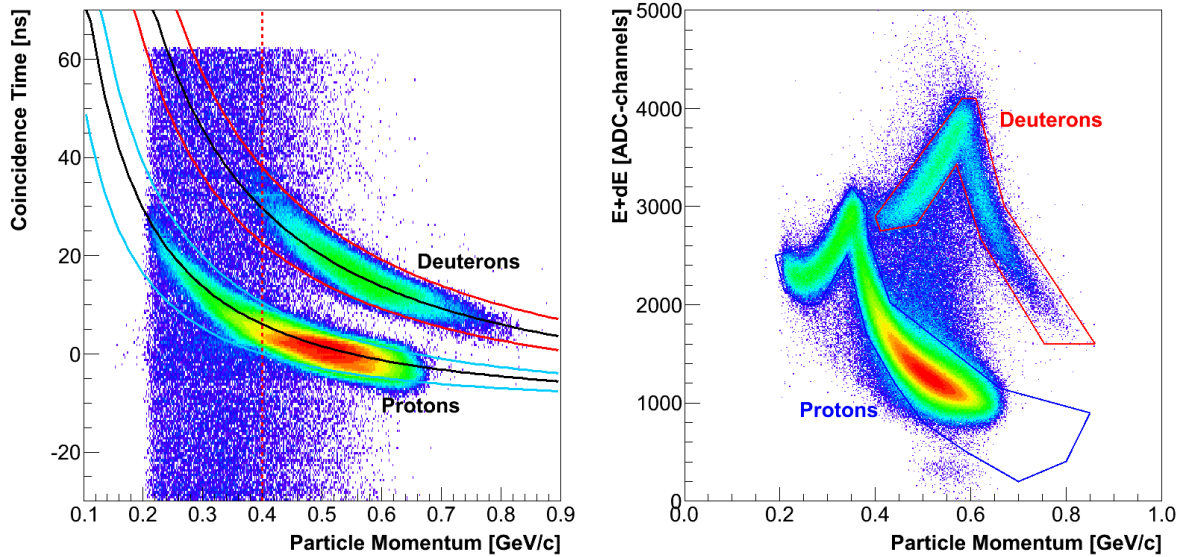 Coincidence Time [ns]
60
40
20
0
-20
Deuterons
Protons
0.1 0.2 0.3 0.4 0.5 0.6 0.7 0.8 0.9
Particle Momentum [GeV/c]
E+dE [ADC-channels]
5000
4000
3000
2000
1000
0
Deuterons
Protons
0.0 0.2 0.4 0.6 0.8 1.0
Particle Momentum [GeV/c]